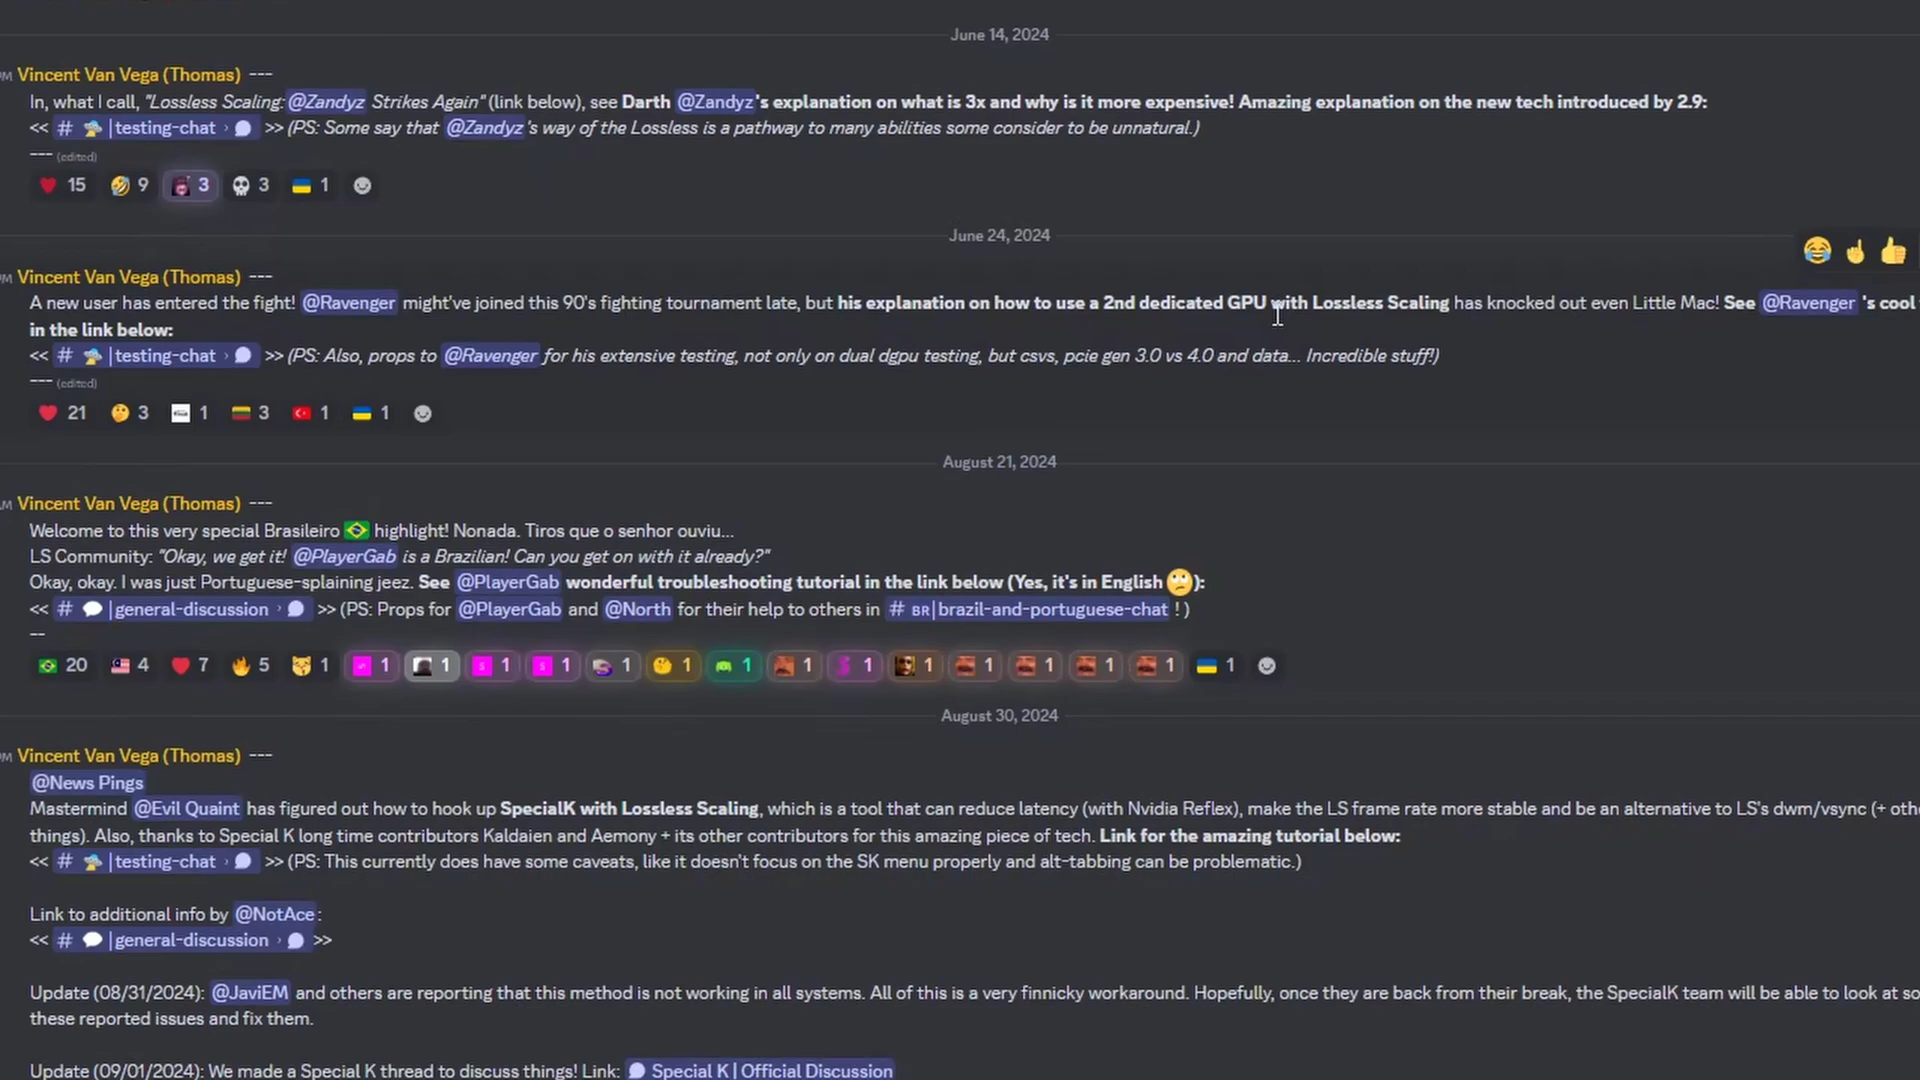 June 14, 2024
Vincent Van Vega (Thomas) ---
In, what I call, "Lossless Scaling: @Zandyz Strikes Again" (link below), see Darth @Zandyz's explanation on what is 3x and why is it more expensive! Amazing explanation on the new tech introduced by 2.9:
<< # |testing-chat › >> (PS: Some say that @Zandyz's way of the Lossless is a pathway to many abilities some consider to be unnatural.)
--- (edited)
15 9 3 3 1
June 24, 2024
Vincent Van Vega (Thomas) ---
A new user has entered the fight! @Ravenger might've joined this 90's fighting tournament late, but his explanation on how to use a 2nd dedicated GPU with Lossless Scaling has knocked out even Little Mac! See @Ravenger 's cool
in the link below:
<< # |testing-chat › >> (PS: Also, props to @Ravenger for his extensive testing, not only on dual dgpu testing, but csvs, pcie gen 3.0 vs 4.0 and data... Incredible stuff!)
--- (edited)
21 3 1 3 1 1
August 21, 2024
Vincent Van Vega (Thomas) ---
Welcome to this very special Brasileiro 🇧🇷 highlight! Nonada. Tiros que o senhor ouviu...
LS Community: "Okay, we get it! @PlayerGab is a Brazilian! Can you get on with it already?"
Okay, okay. I was just Portuguese-splaining jeez. See @PlayerGab wonderful troubleshooting tutorial in the link below (Yes, it's in English 🙄):
<< # |general-discussion › >> (PS: Props for @PlayerGab and @North for their help to others in # BR|brazil-and-portuguese-chat ! )
--
20 4 7 5 1 1 1 1 1 1 1 1 1 1 1 1 1 1 1 1
August 30, 2024
Vincent Van Vega (Thomas) ---
@News Pings
Mastermind @Evil Quaint has figured out how to hook up SpecialK with Lossless Scaling, which is a tool that can reduce latency (with Nvidia Reflex), make the LS frame rate more stable and be an alternative to LS's dwm/vsync (+
things). Also, thanks to Special K long time contributors Kaldaien and Aemony + its other contributors for this amazing piece of tech. Link for the amazing tutorial below:
<< # |testing-chat › >> (PS: This currently does have some caveats, like it doesn't focus on the SK menu properly and alt-tabbing can be problematic.)
Link to additional info by @NotAce:
<< # |general-discussion › >>
Update (08/31/2024): @JaviEM and others are reporting that this method is not working in all systems. All of this is a very finnicky workaround. Hopefully, once they are back from their break, the SpecialK team will be able to look at
these reported issues and fix them.
Update (09/01/2024): We made a Special K thread to discuss things! Link: Special K | Official Discussion